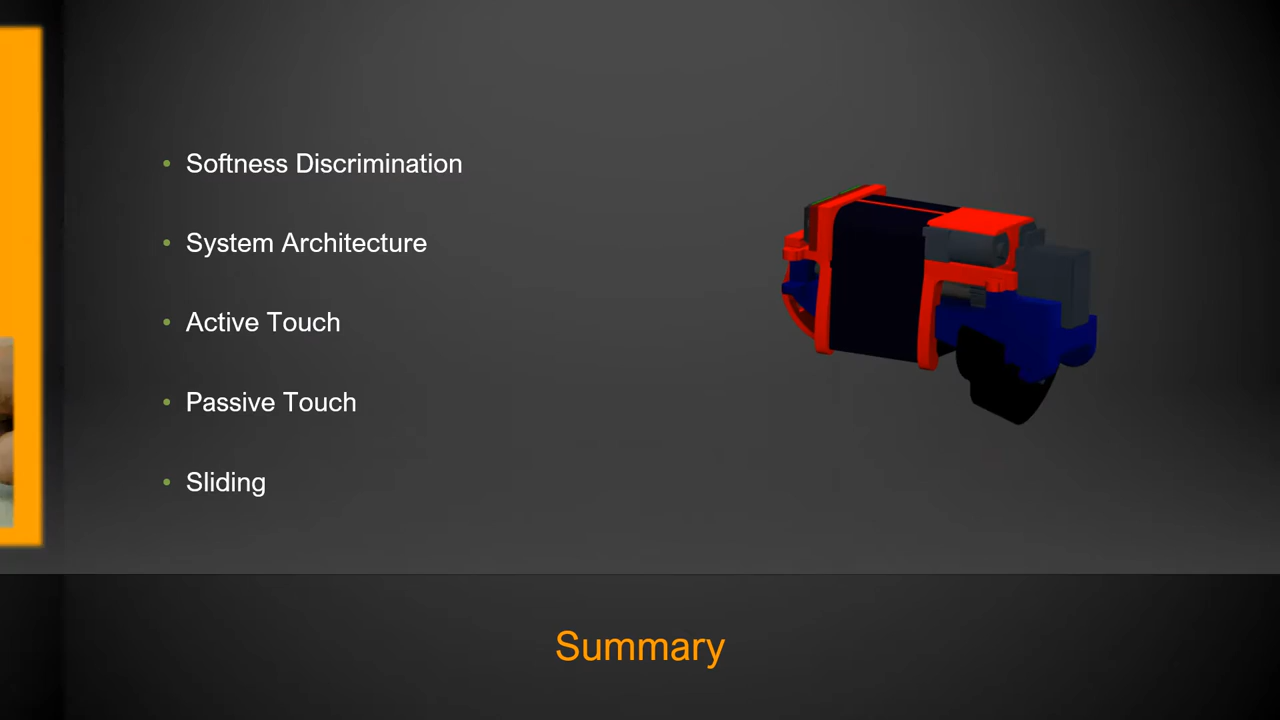 • Softness Discrimination
• System Architecture
• Active Touch
• Passive Touch
• Sliding
Summary